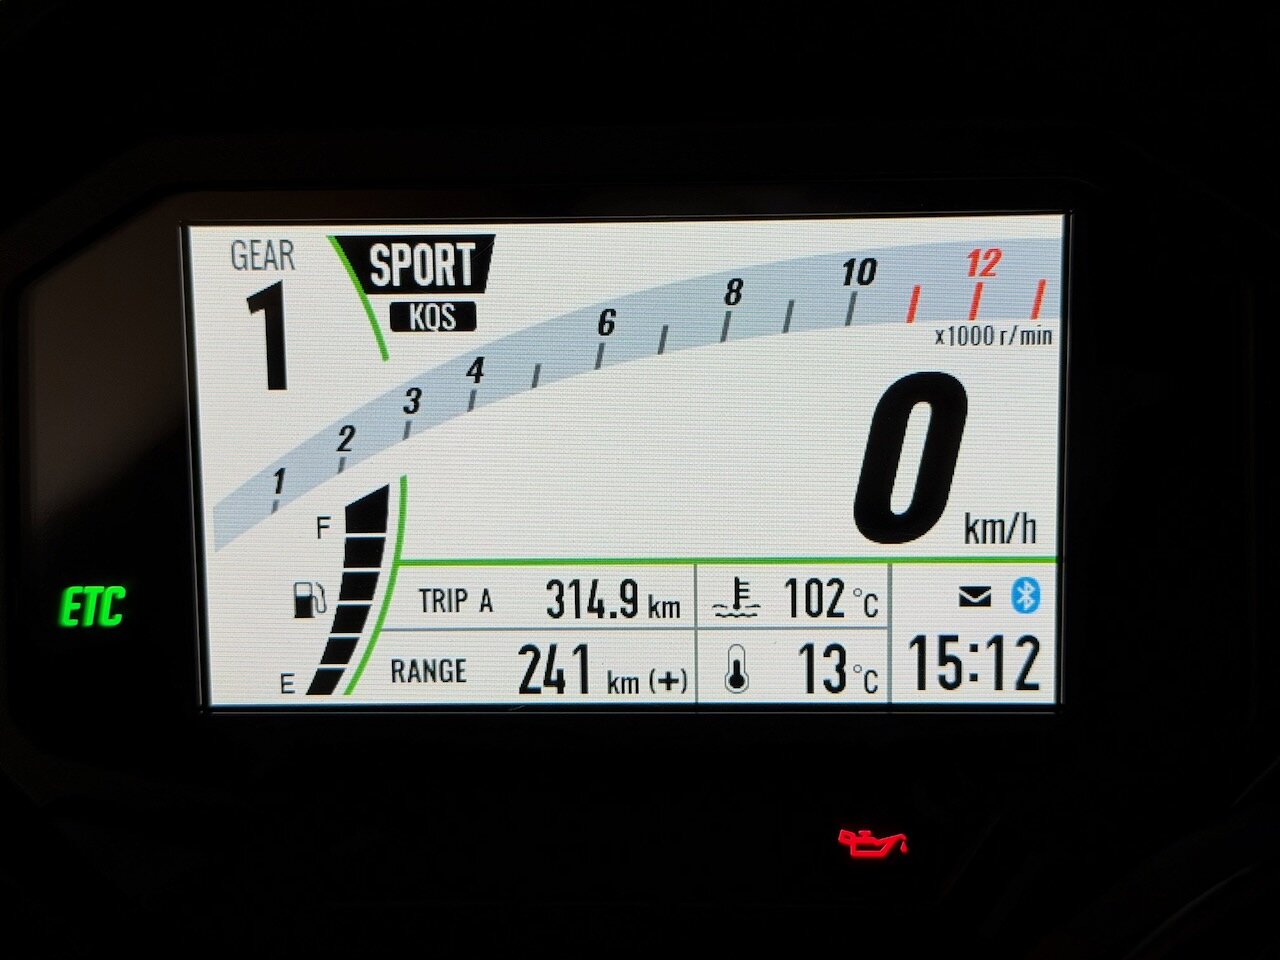 GEAR
1
SPORT
KQS
1 2 3 4 6 8 10 12
x1000 r/min
0 km/h
F
E
ETC
TRIP A 314.9 km
102 °C
RANGE 241 km (+)
13 °C
15:12